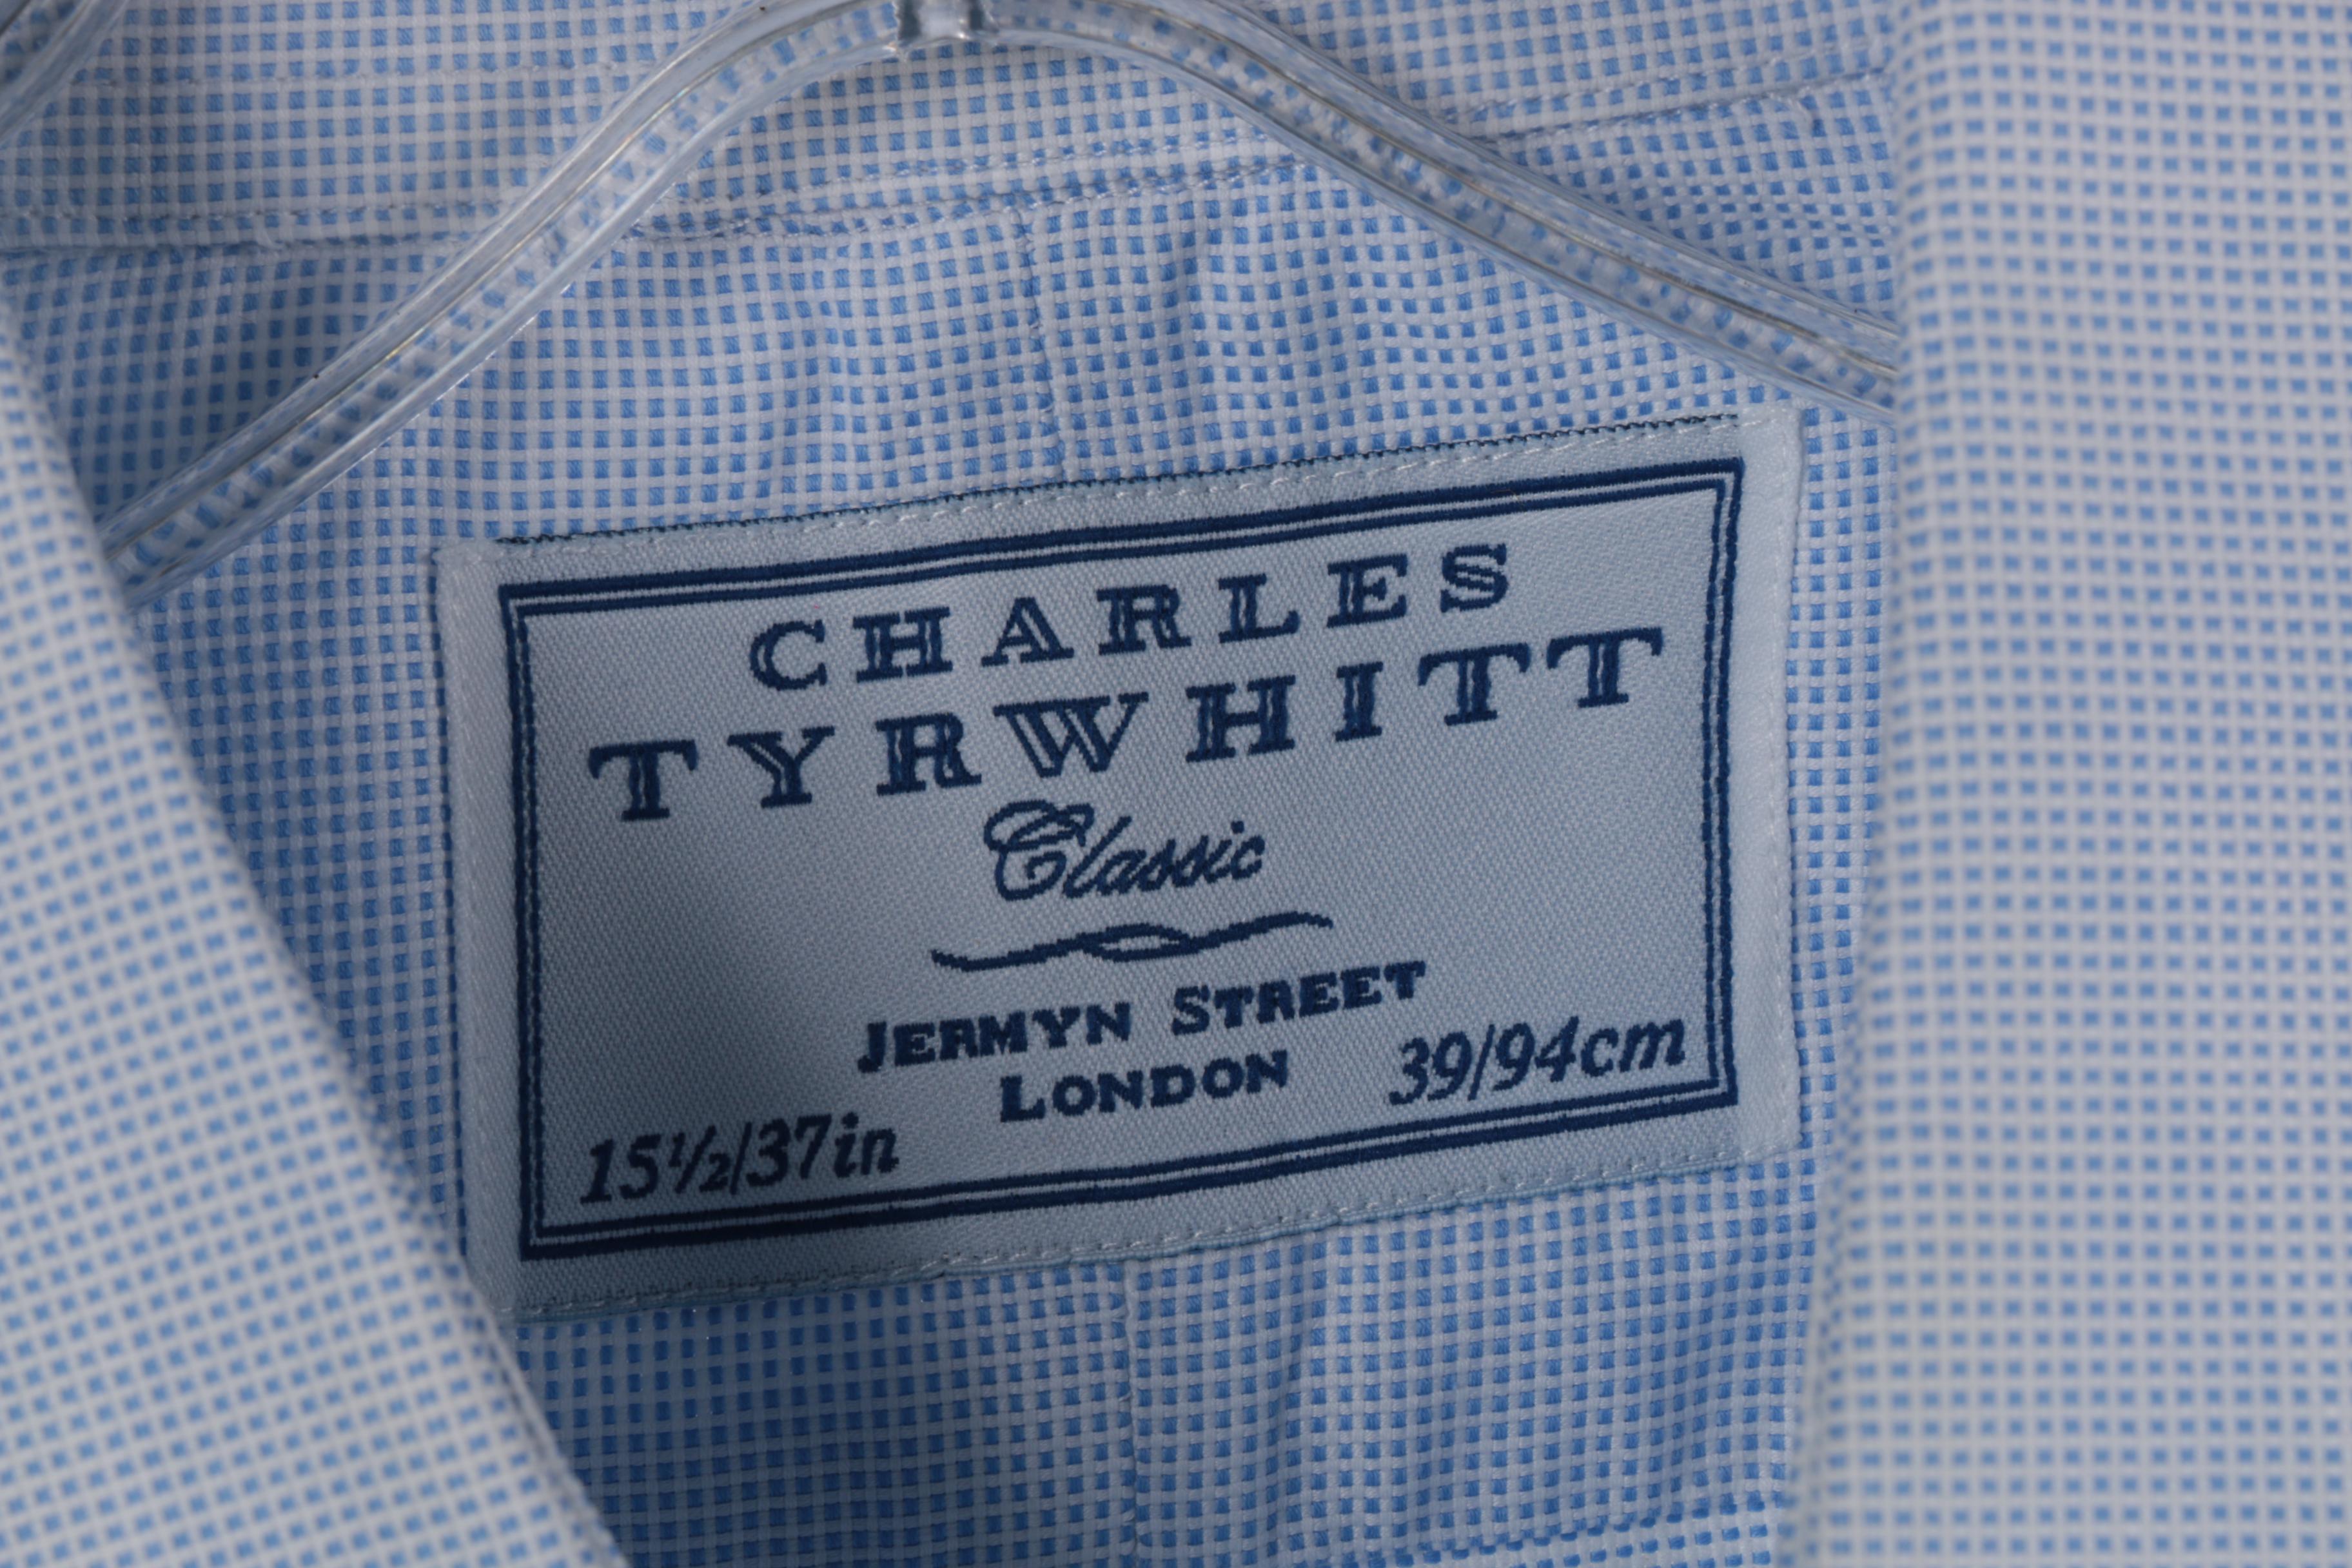 CHARLES
TYRWHITT
Classic
JERMYN STREET
LONDON
15½/37in
39/94cm